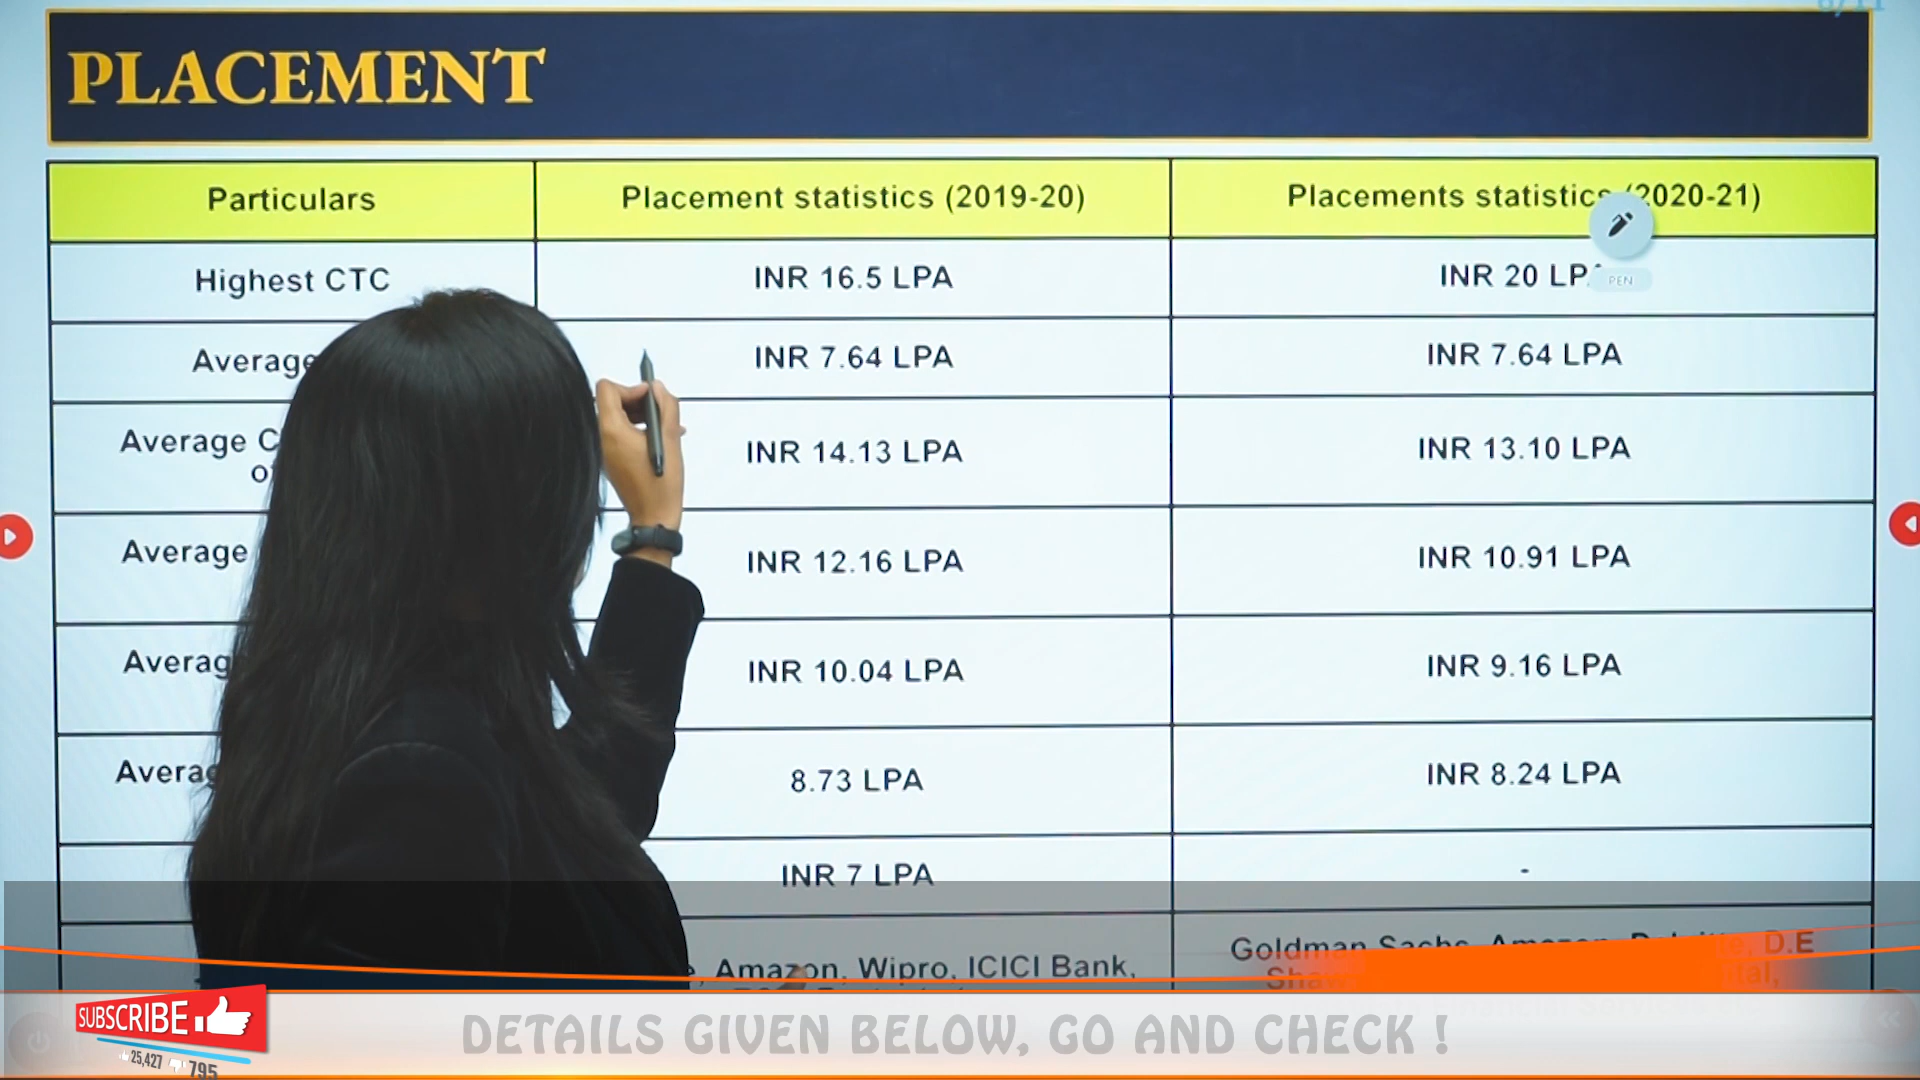 6/11
PLACEMENT
Particulars Placement statistics (2019-20) Placements statistics (2020-21)
Highest CTC INR 16.5 LPA INR 20 LPA
PEN
Average INR 7.64 LPA INR 7.64 LPA
Average INR 14.13 LPA INR 13.10 LPA
Average INR 12.16 LPA INR 10.91 LPA
INR 10.04 LPA INR 9.16 LPA
8.73 LPA INR 8.24 LPA
INR 7 LPA -
Amazon, Wipro, ICICI Bank, Goldman Sachs, Amazon, Deloitte, D.E
SUBSCRIBE
DETAILS GIVEN BELOW, GO AND CHECK !
25,427 795